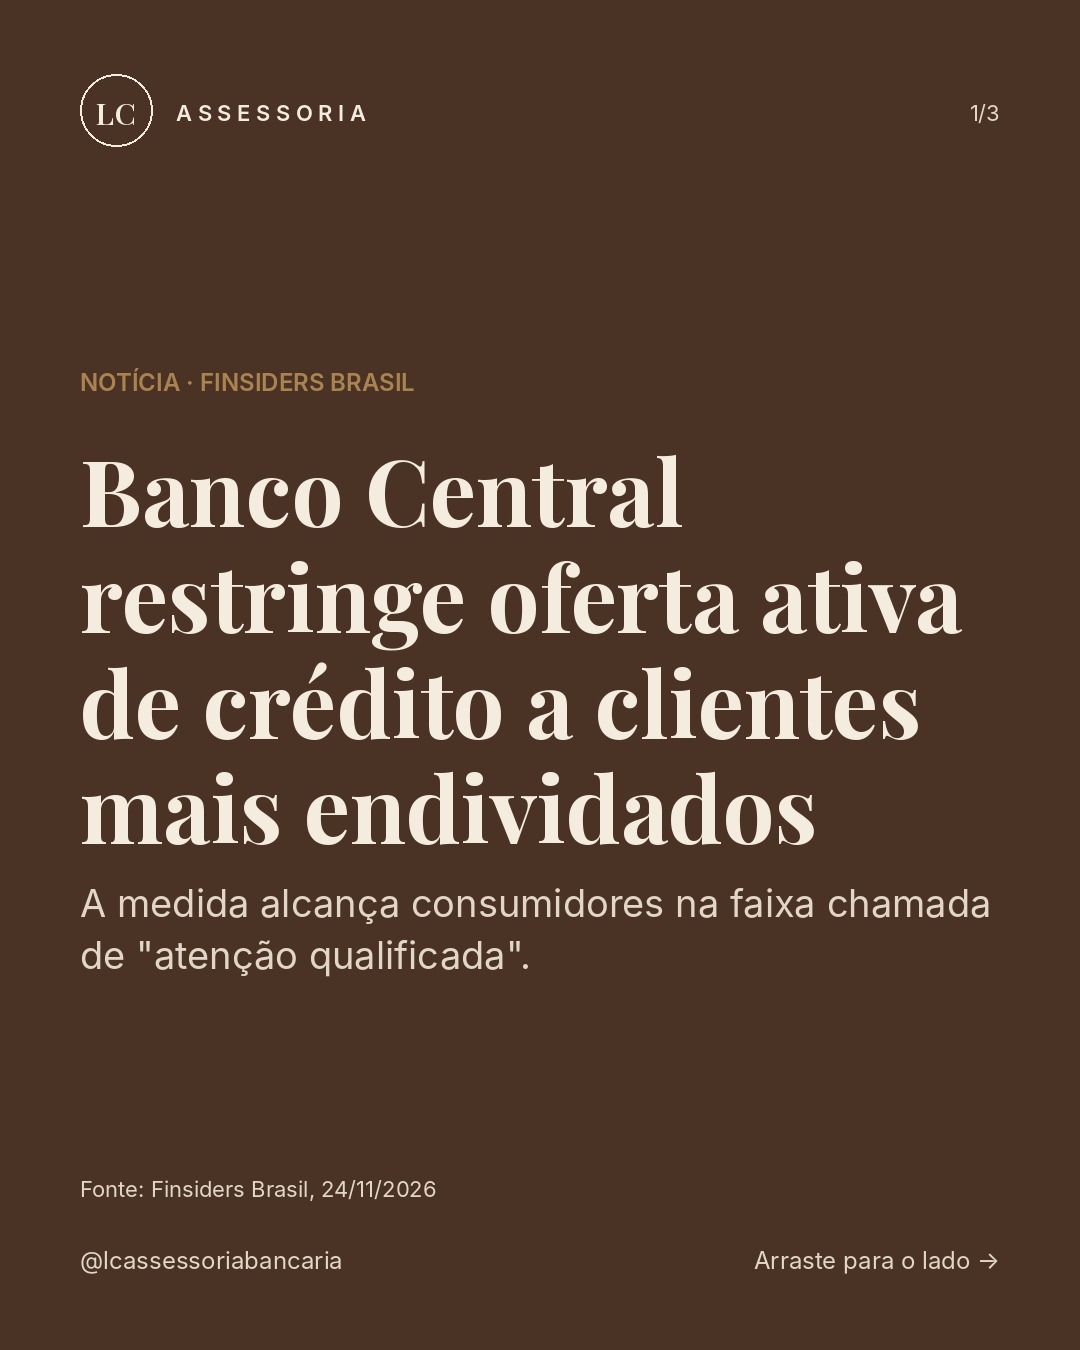 LC ASSESSORIA
1/3
NOTÍCIA · FINSIDERS BRASIL
Banco Central
restringe oferta ativa
de crédito a clientes
mais endividados
A medida alcança consumidores na faixa chamada
de "atenção qualificada".
Fonte: Finsiders Brasil, 24/11/2026
@lcassessoriabancaria
Arraste para o lado →